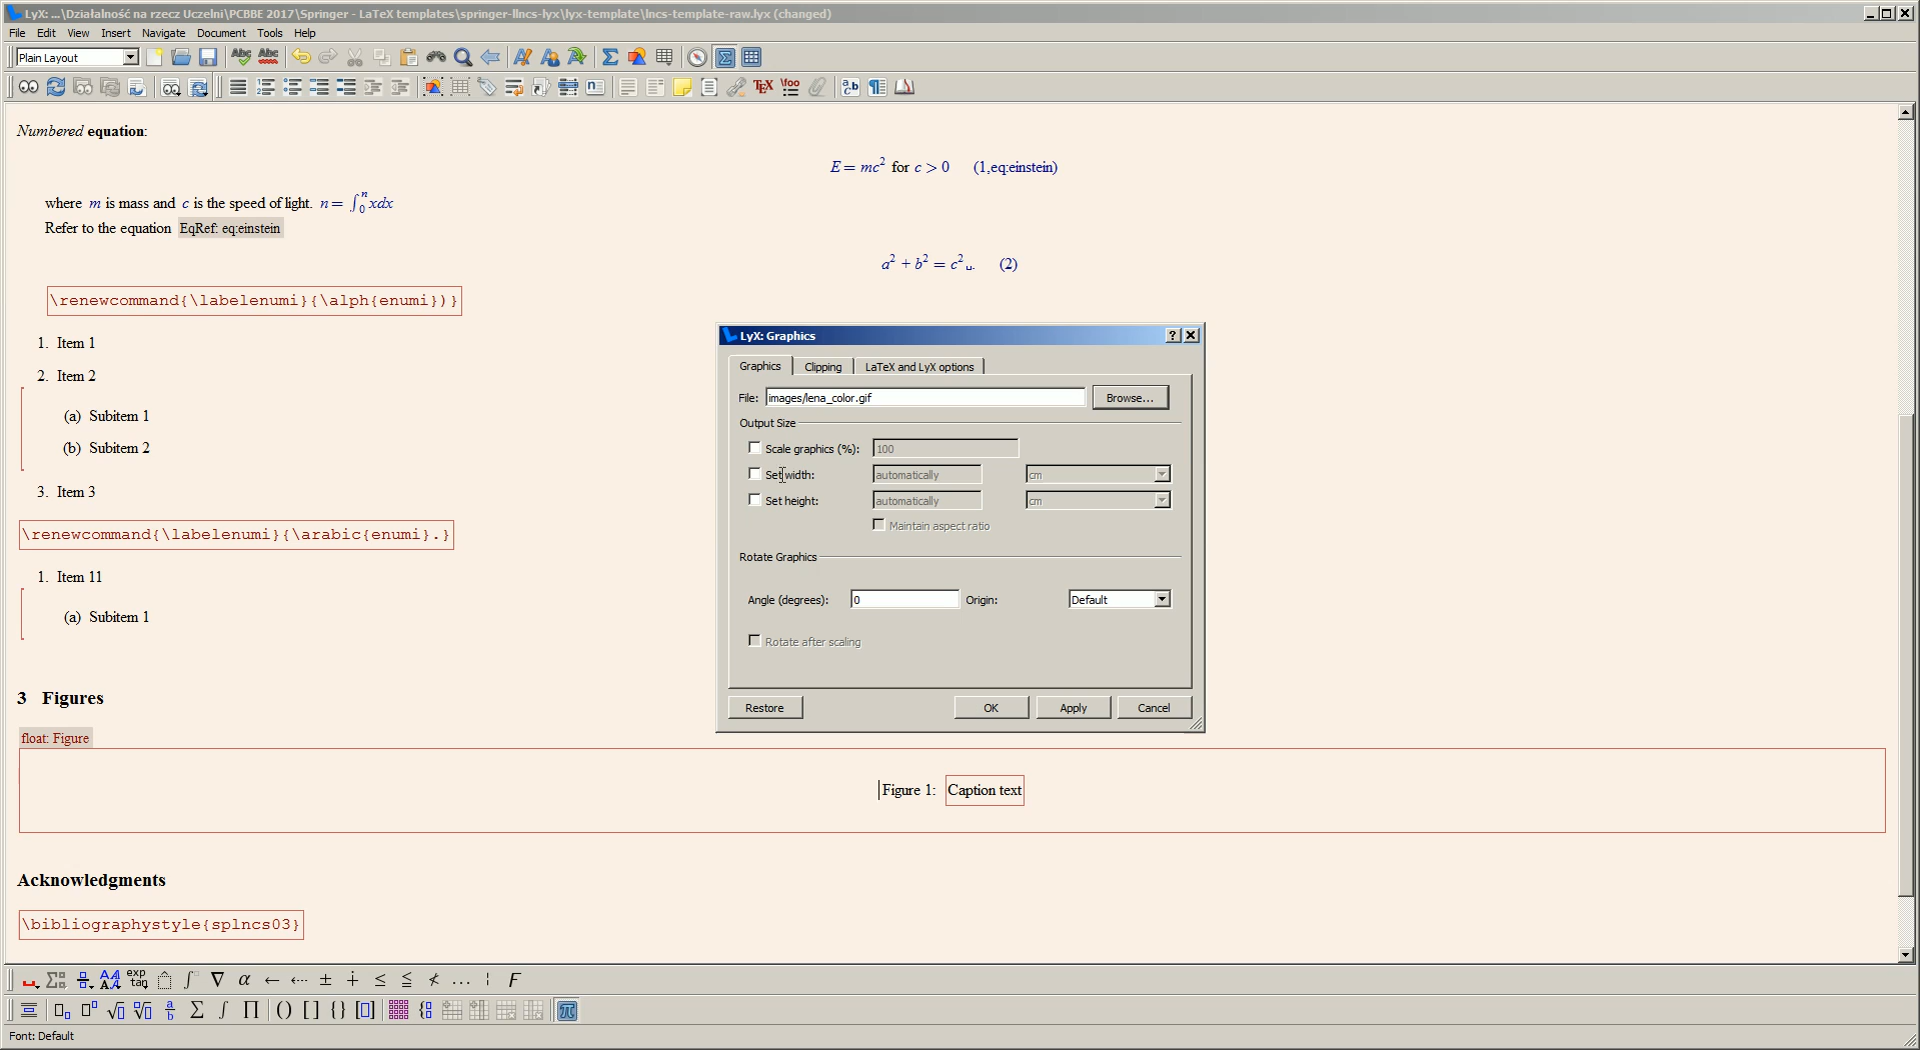 LyX: ...\Działalność na rzecz Uczelni\PCBBE 2017\Springer - LaTeX templates\springer-llncs-lyx\lyx-template\lncs-template-raw.lyx (changed)
File Edit View Insert Navigate Document Tools Help
Plain Layout
Numbered equation:
E = mc² for c > 0 (1,eq:einstein)
where m is mass and c is the speed of light. n = ∫₀ⁿ xdx
Refer to the equation EqRef: eq:einstein
a² + b² = c² ␣. (2)
\renewcommand{\labelenumi}{\alph{enumi})}
1. Item 1
2. Item 2
(a) Subitem 1
(b) Subitem 2
3. Item 3
\renewcommand{\labelenumi}{\arabic{enumi}.}
1. Item 11
(a) Subitem 1
3 Figures
float: Figure
Figure 1: Caption text
Acknowledgments
\bibliographystyle{splncs03}
LyX: Graphics
Graphics Clipping LaTeX and LyX options
File: images/lena_color.gif Browse...
Output Size
Scale graphics (%): 100
Set width: automatically cm
Set height: automatically cm
Maintain aspect ratio
Rotate Graphics
Angle (degrees): 0 Origin: Default
Rotate after scaling
Restore OK Apply Cancel
Font: Default